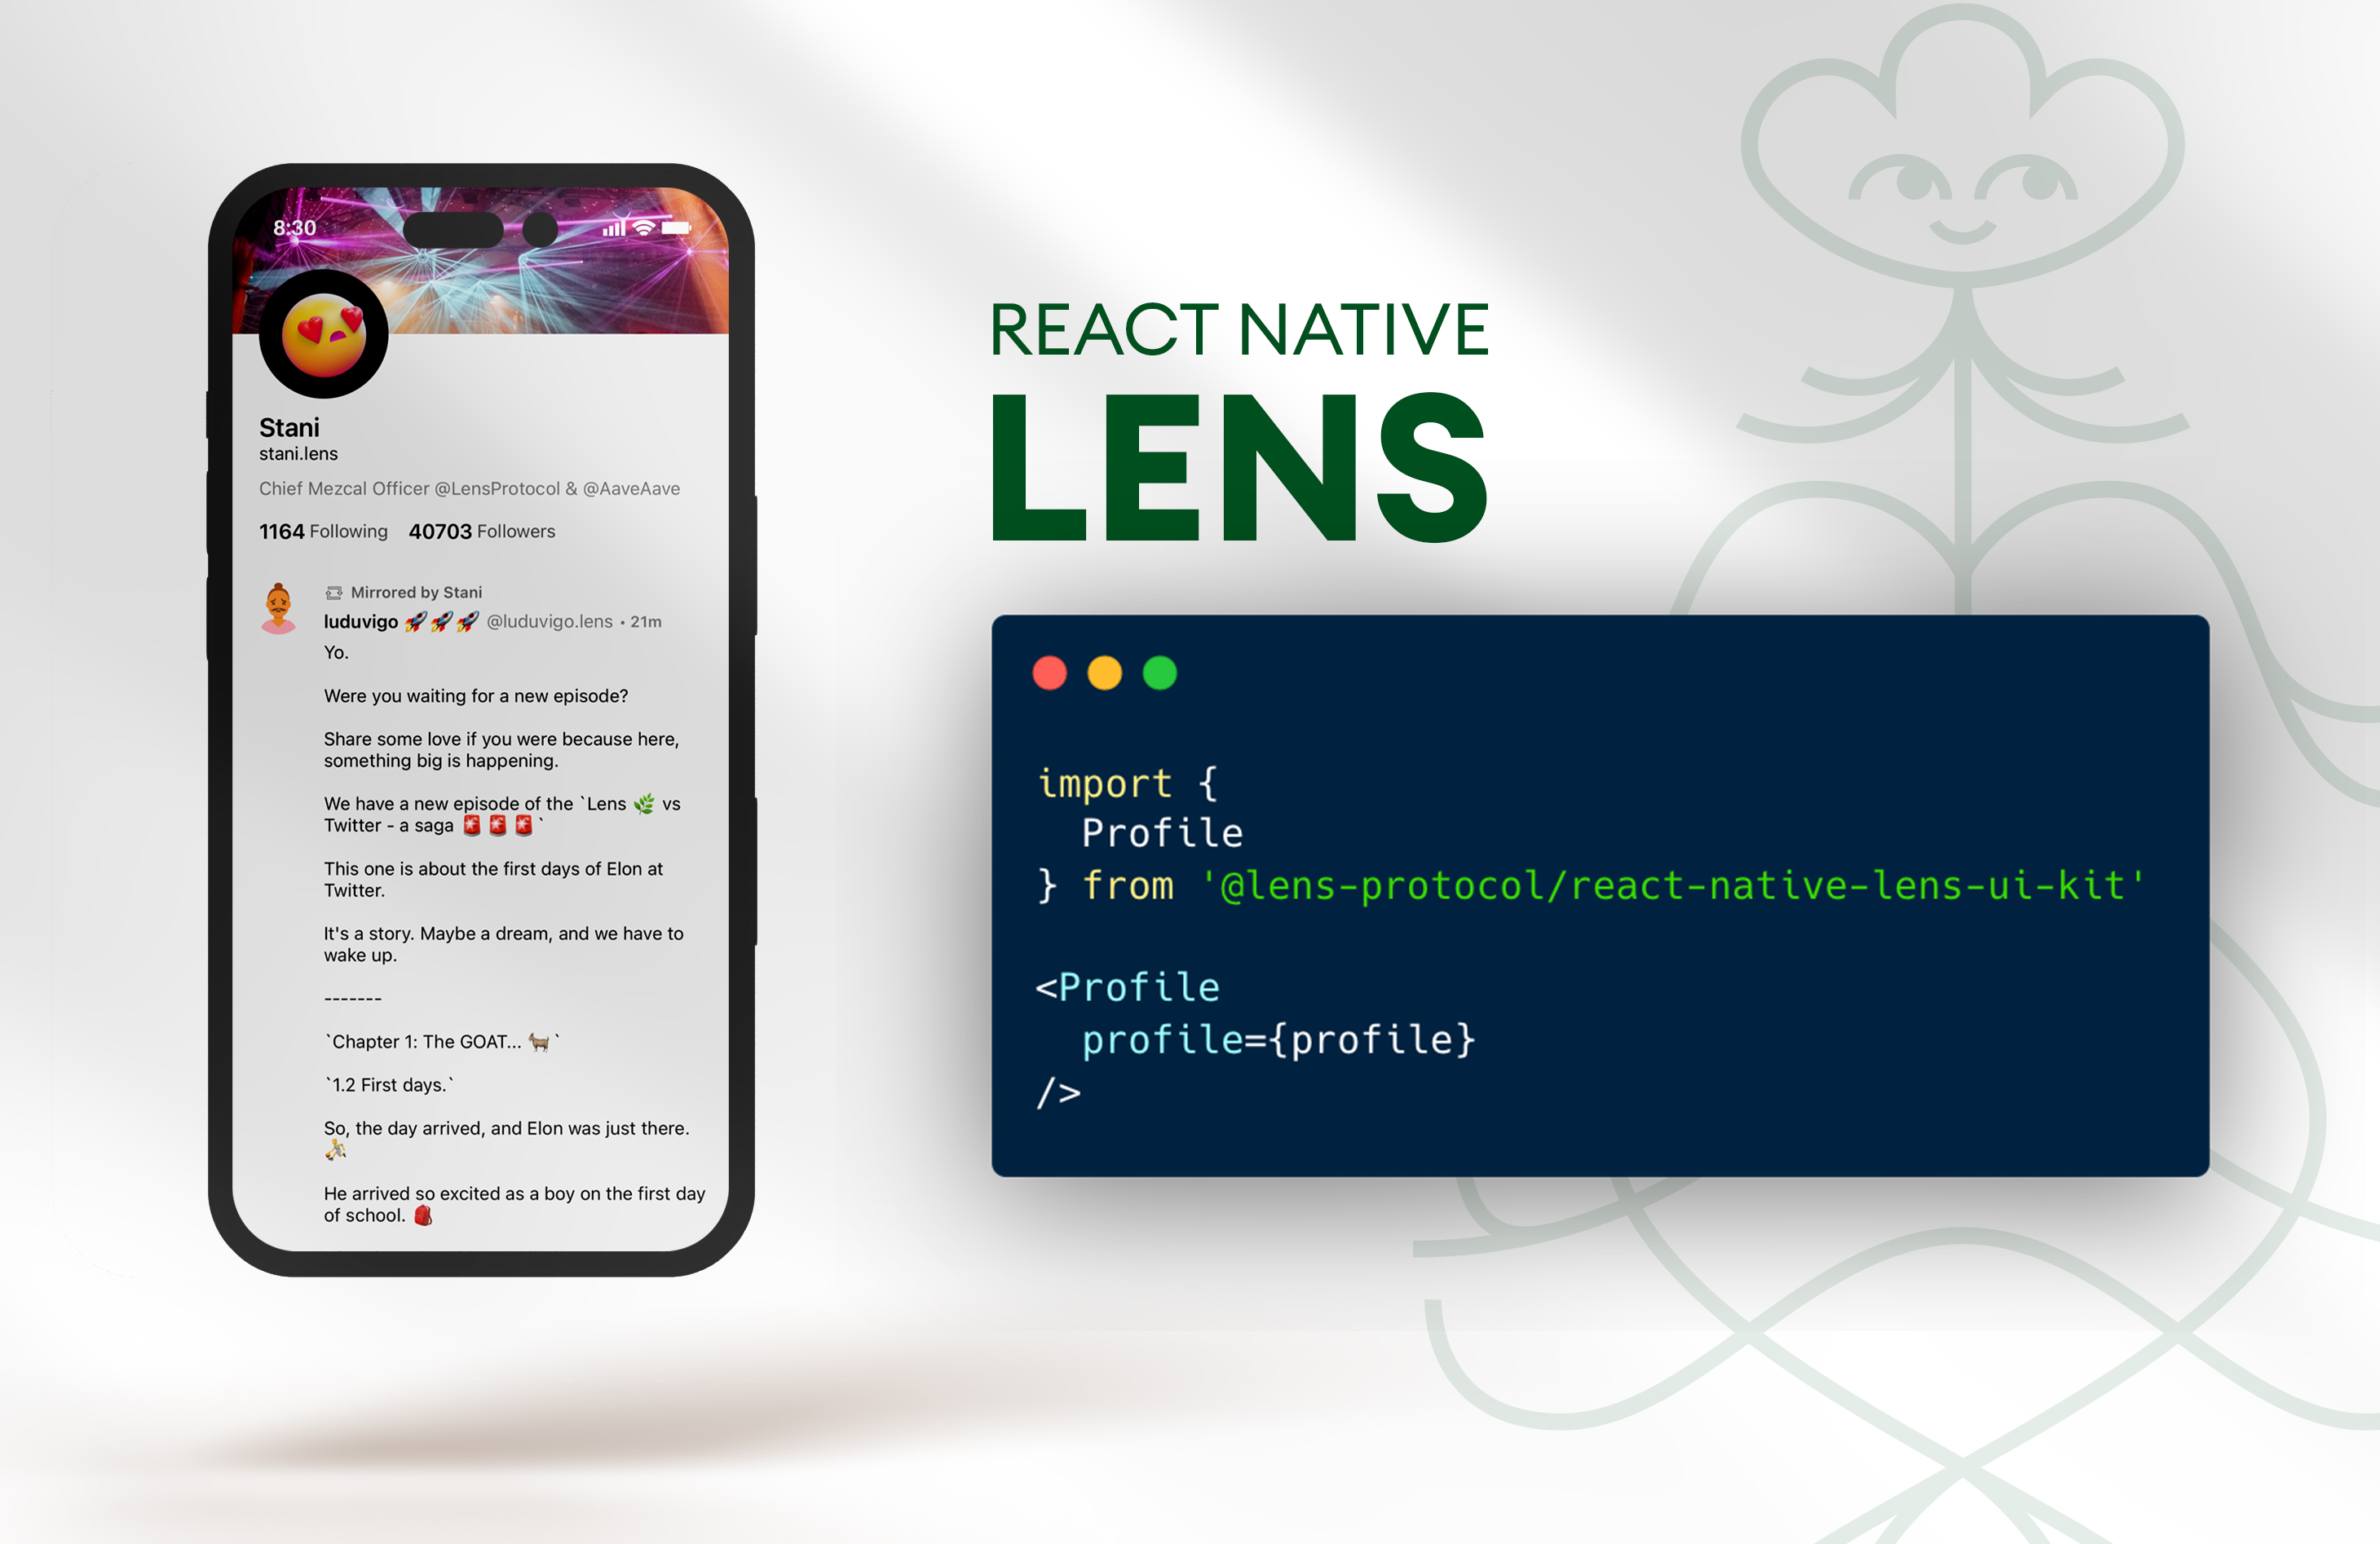 8:30
Stani
stani.lens
Chief Mezcal Officer @LensProtocol & @AaveAave
1164 Following 40703 Followers
Mirrored by Stani
luduvigo 🚀🚀🚀 @luduvigo.lens • 21m
Yo.
Were you waiting for a new episode?
Share some love if you were because here,
something big is happening.
We have a new episode of the `Lens 🌿 vs
Twitter - a saga 🚨🚨🚨`
This one is about the first days of Elon at
Twitter.
It's a story. Maybe a dream, and we have to
wake up.
-------
`Chapter 1: The GOAT... 🐐`
`1.2 First days.`
So, the day arrived, and Elon was just there.
⛹️
He arrived so excited as a boy on the first day
of school. 🎒
REACT NATIVE
LENS
import {
  Profile
} from '@lens-protocol/react-native-lens-ui-kit'
<Profile
  profile={profile}
/>